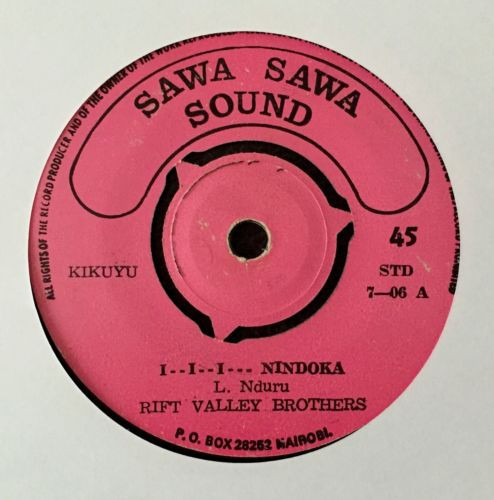 ALL RIGHTS OF THE RECORD PRODUCER AND OF THE OWNER OF THE WORK REPRODUCED
SAWA SAWA
SOUND
KIKUYU
45
STD
7—06 A
I--I--I--- NINDOKA
L. Nduru
RIFT VALLEY BROTHERS
P.O. BOX 28262 NAIROBI.